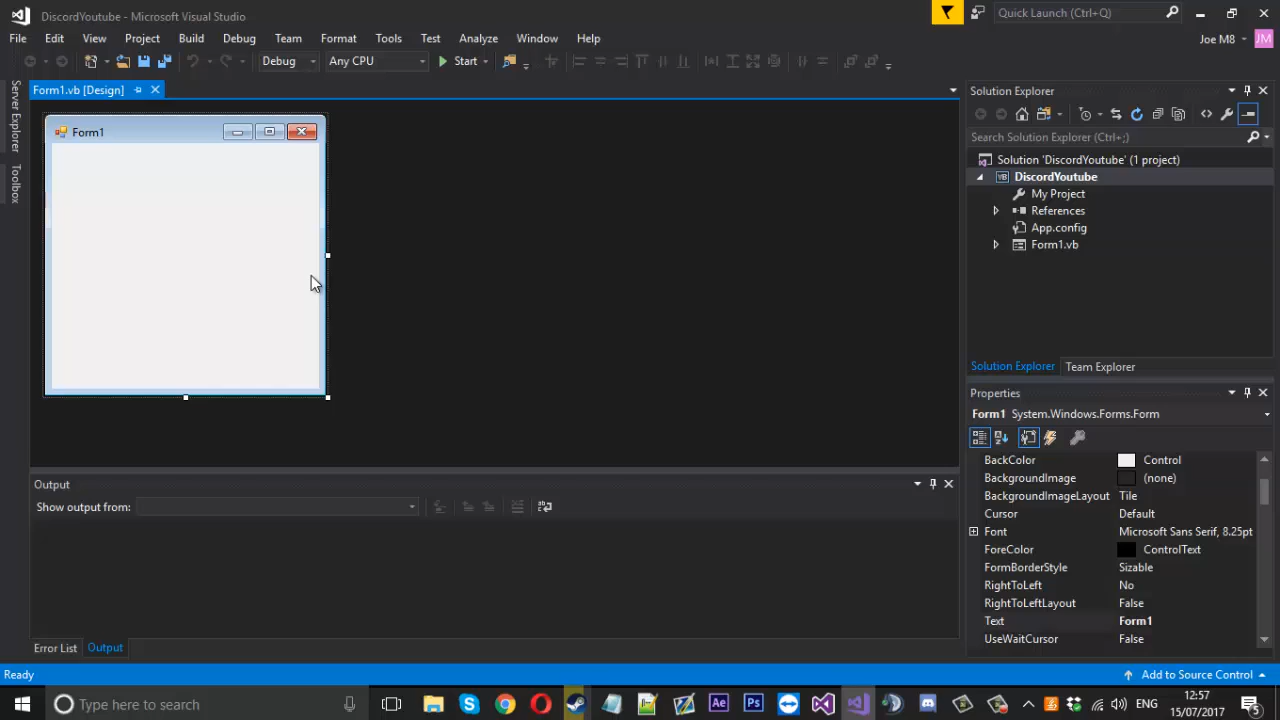 DiscordYoutube - Microsoft Visual Studio
Quick Launch (Ctrl+Q)
File Edit View Project Build Debug Team Format Tools Test Analyze Window Help
Joe M8 JM
Debug Any CPU Start
Server Explorer
Toolbox
Form1.vb [Design]
Form1
Solution Explorer
Search Solution Explorer (Ctrl+;)
Solution 'DiscordYoutube' (1 project)
VB DiscordYoutube
My Project
References
App.config
Form1.vb
Solution Explorer Team Explorer
Properties
Form1 System.Windows.Forms.Form
BackColor Control
BackgroundImage (none)
BackgroundImageLayout Tile
Cursor Default
Font Microsoft Sans Serif, 8.25pt
ForeColor ControlText
FormBorderStyle Sizable
RightToLeft No
RightToLeftLayout False
Text Form1
UseWaitCursor False
Output
Show output from:
Error List Output
Ready
Add to Source Control
Type here to search
Ae
Ps
12:57
15/07/2017
5